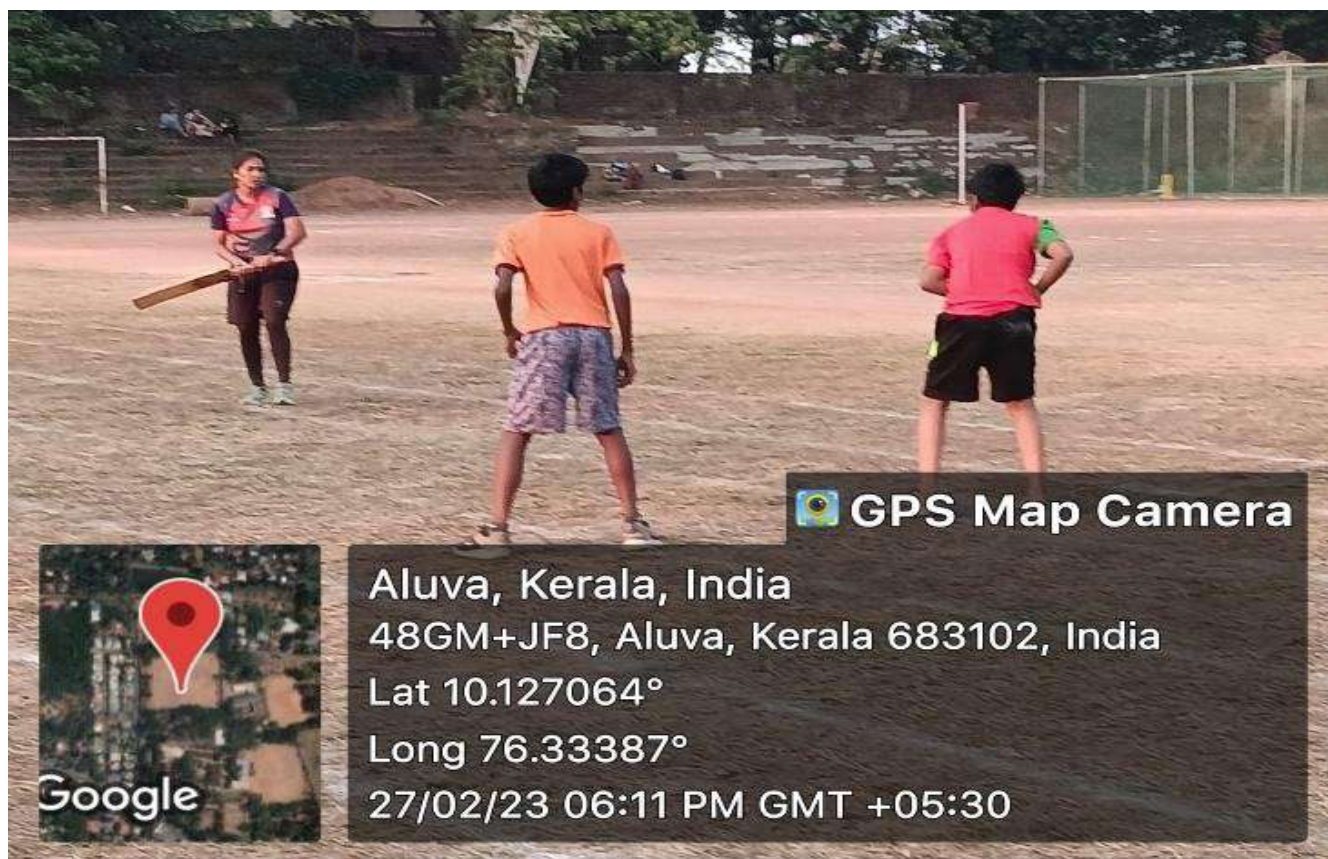 GPS Map Camera
Aluva, Kerala, India
48GM+JF8, Aluva, Kerala 683102, India
Lat 10.127064°
Long 76.33387°
27/02/23 06:11 PM GMT +05:30
Google